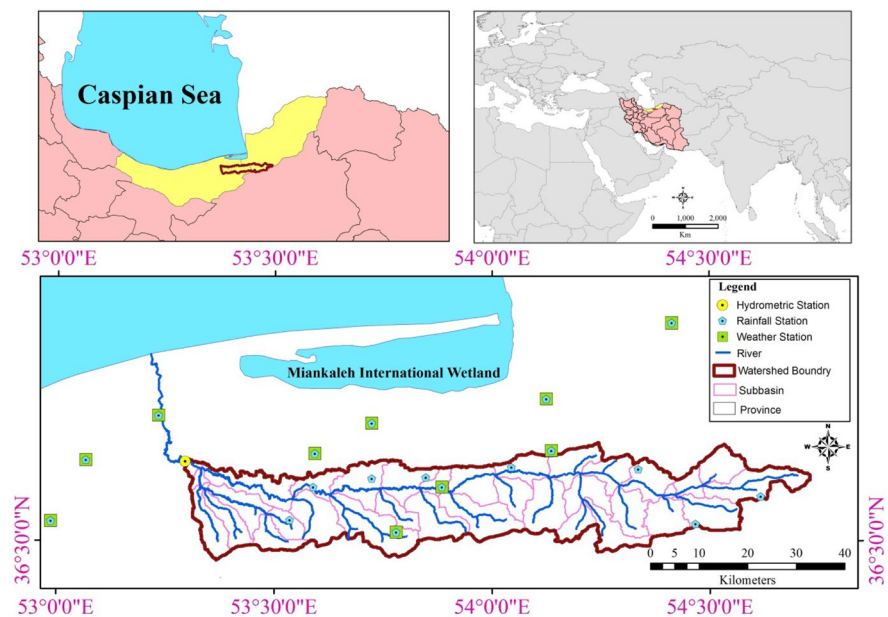 Caspian Sea
0 1,000 2,000
Km
53°0'0"E 53°30'0"E 54°0'0"E 54°30'0"E
Legend
Hydrometric Station
Rainfall Station
Weather Station
River
Watershed Boundry
Subbasin
Province
Miankaleh International Wetland
N
W E
S
36°30'0"N 36°30'0"N
0 5 10 20 30 40
Kilometers
53°0'0"E 53°30'0"E 54°0'0"E 54°30'0"E